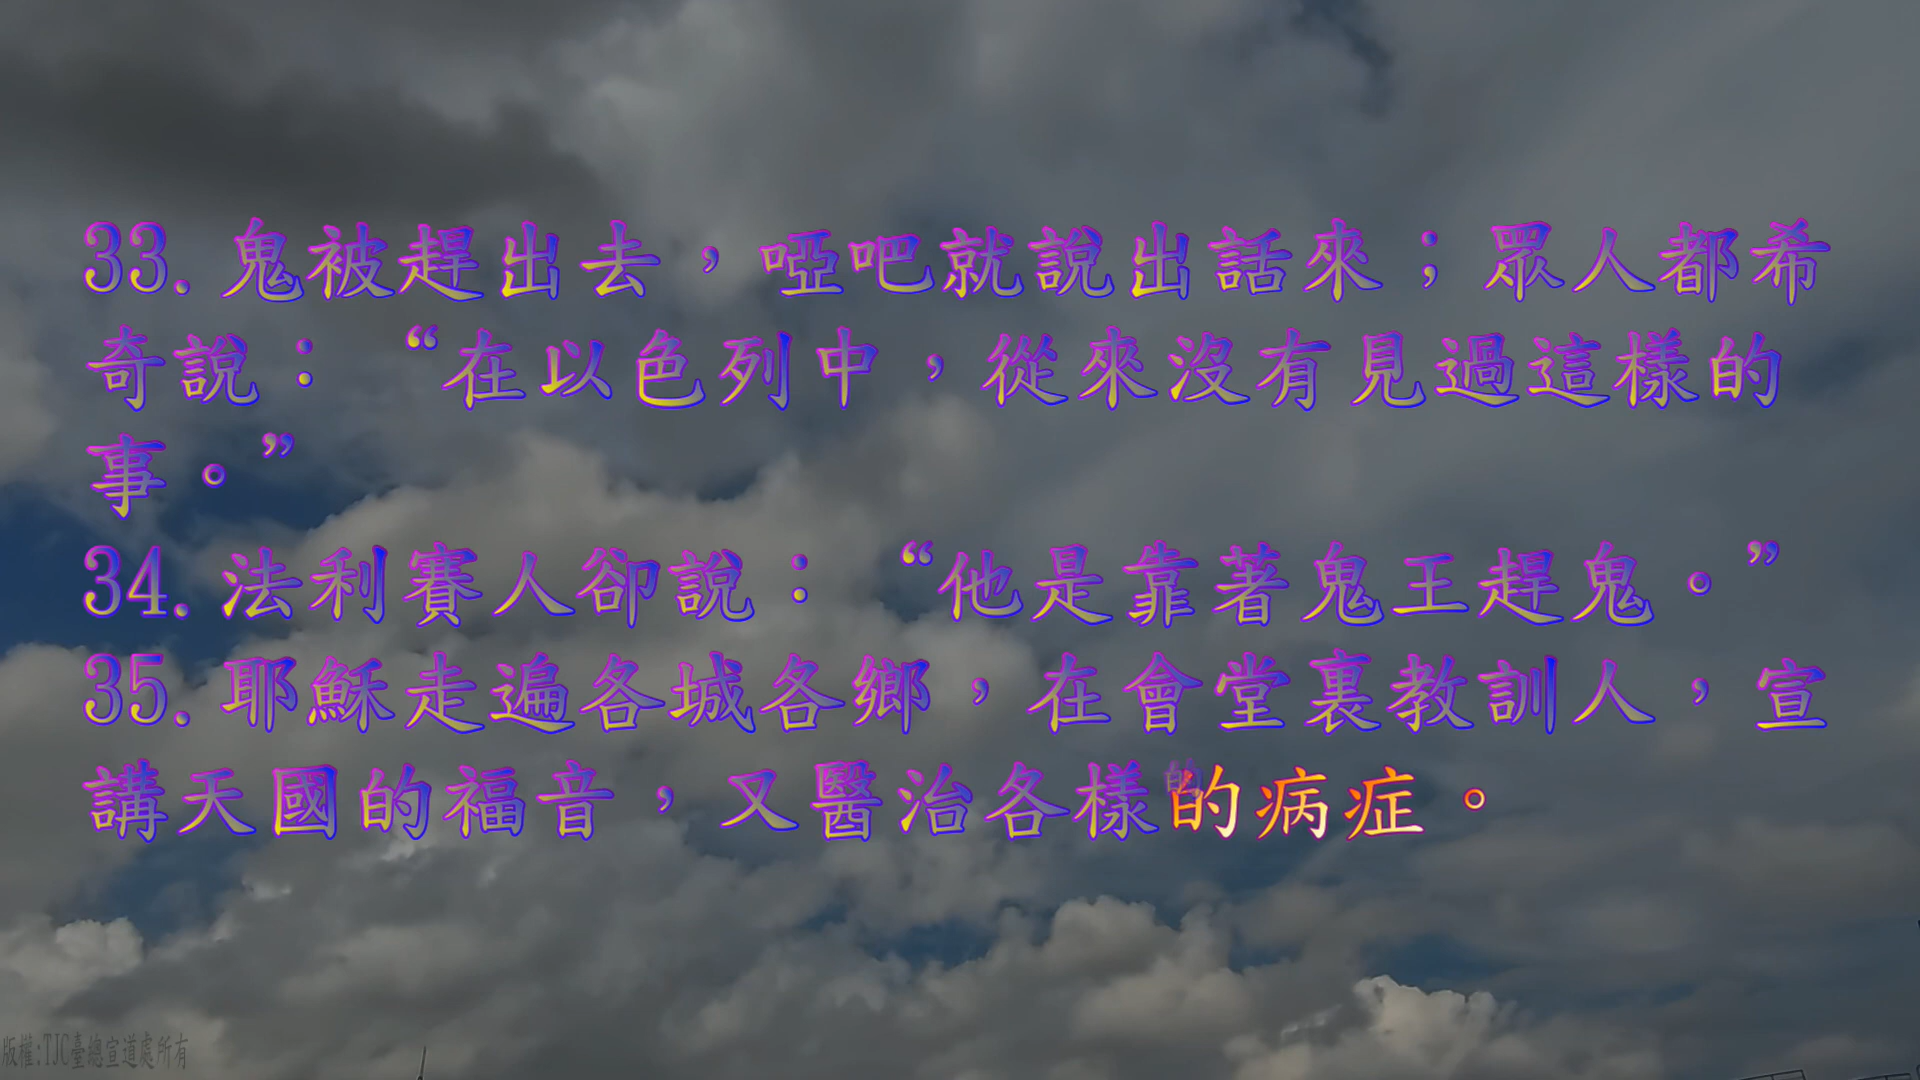 33.鬼被趕出去，啞吧就說出話來；眾人都希
奇說：“在以色列中，從來沒有見過這樣的
事。”
34.法利賽人卻說：“他是靠著鬼王趕鬼。”
35.耶穌走遍各城各鄉，在會堂裏教訓人，宣
講天國的福音，又醫治各樣的病症。
版權:TJC臺總宣道處所有